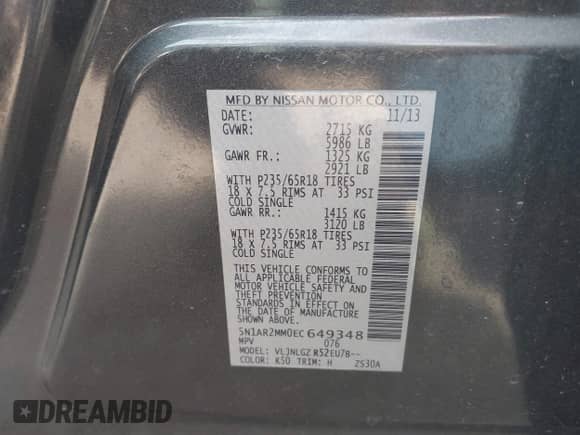 MFD BY NISSAN MOTOR CO., LTD.
DATE: 11/13
GVWR: 2715 KG
5986 LB
GAWR FR.: 1325 KG
2921 LB
WITH P235/65R18 TIRES
18 X 7.5 RIMS AT 33 PSI
COLD SINGLE
GAWR RR.: 1415 KG
3120 LB
WITH P235/65R18 TIRES
18 X 7.5 RIMS AT 33 PSI
COLD SINGLE
THIS VEHICLE CONFORMS TO
ALL APPLICABLE FEDERAL
MOTOR VEHICLE SAFETY AND
THEFT PREVENTION
STANDARDS IN EFFECT ON
THE DATE OF MANUFACTURE
SHOWN ABOVE.
5N1AR2MM0EC649348
MPV 076
MODEL: VLJNLGZ R52EU7B--
COLOR: K50 TRIM: H ZS30A
DREAMBID